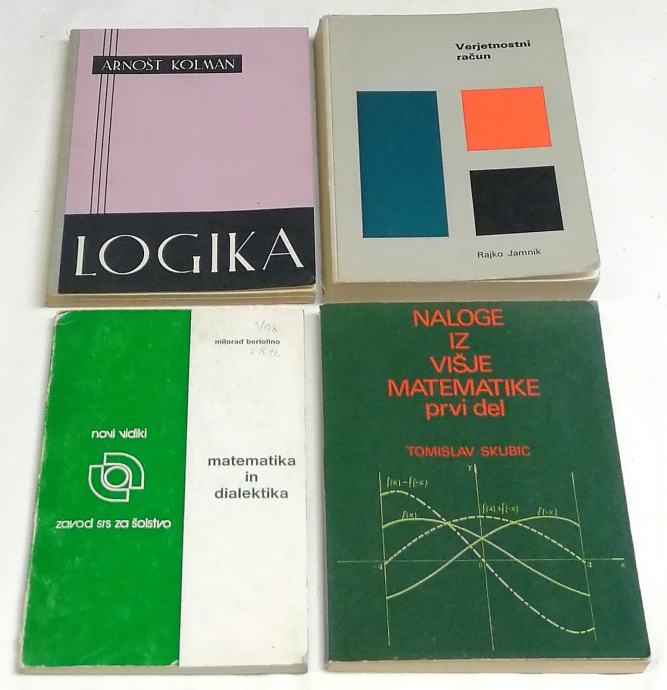 ARNOŠT KOLMAN
LOGIKA
Verjetnostni
račun
Rajko Jamnik
milorad bertolino
novi vidiki
zavod srs za šolstvo
matematika
in
dialektika
NALOGE
IZ
VIŠJE
MATEMATIKE
prvi del
TOMISLAV SKUBIC
f(x)-f(-x)
f(x)
f(x)+f(-x)
f(-x)
Y
-a
0
a
x